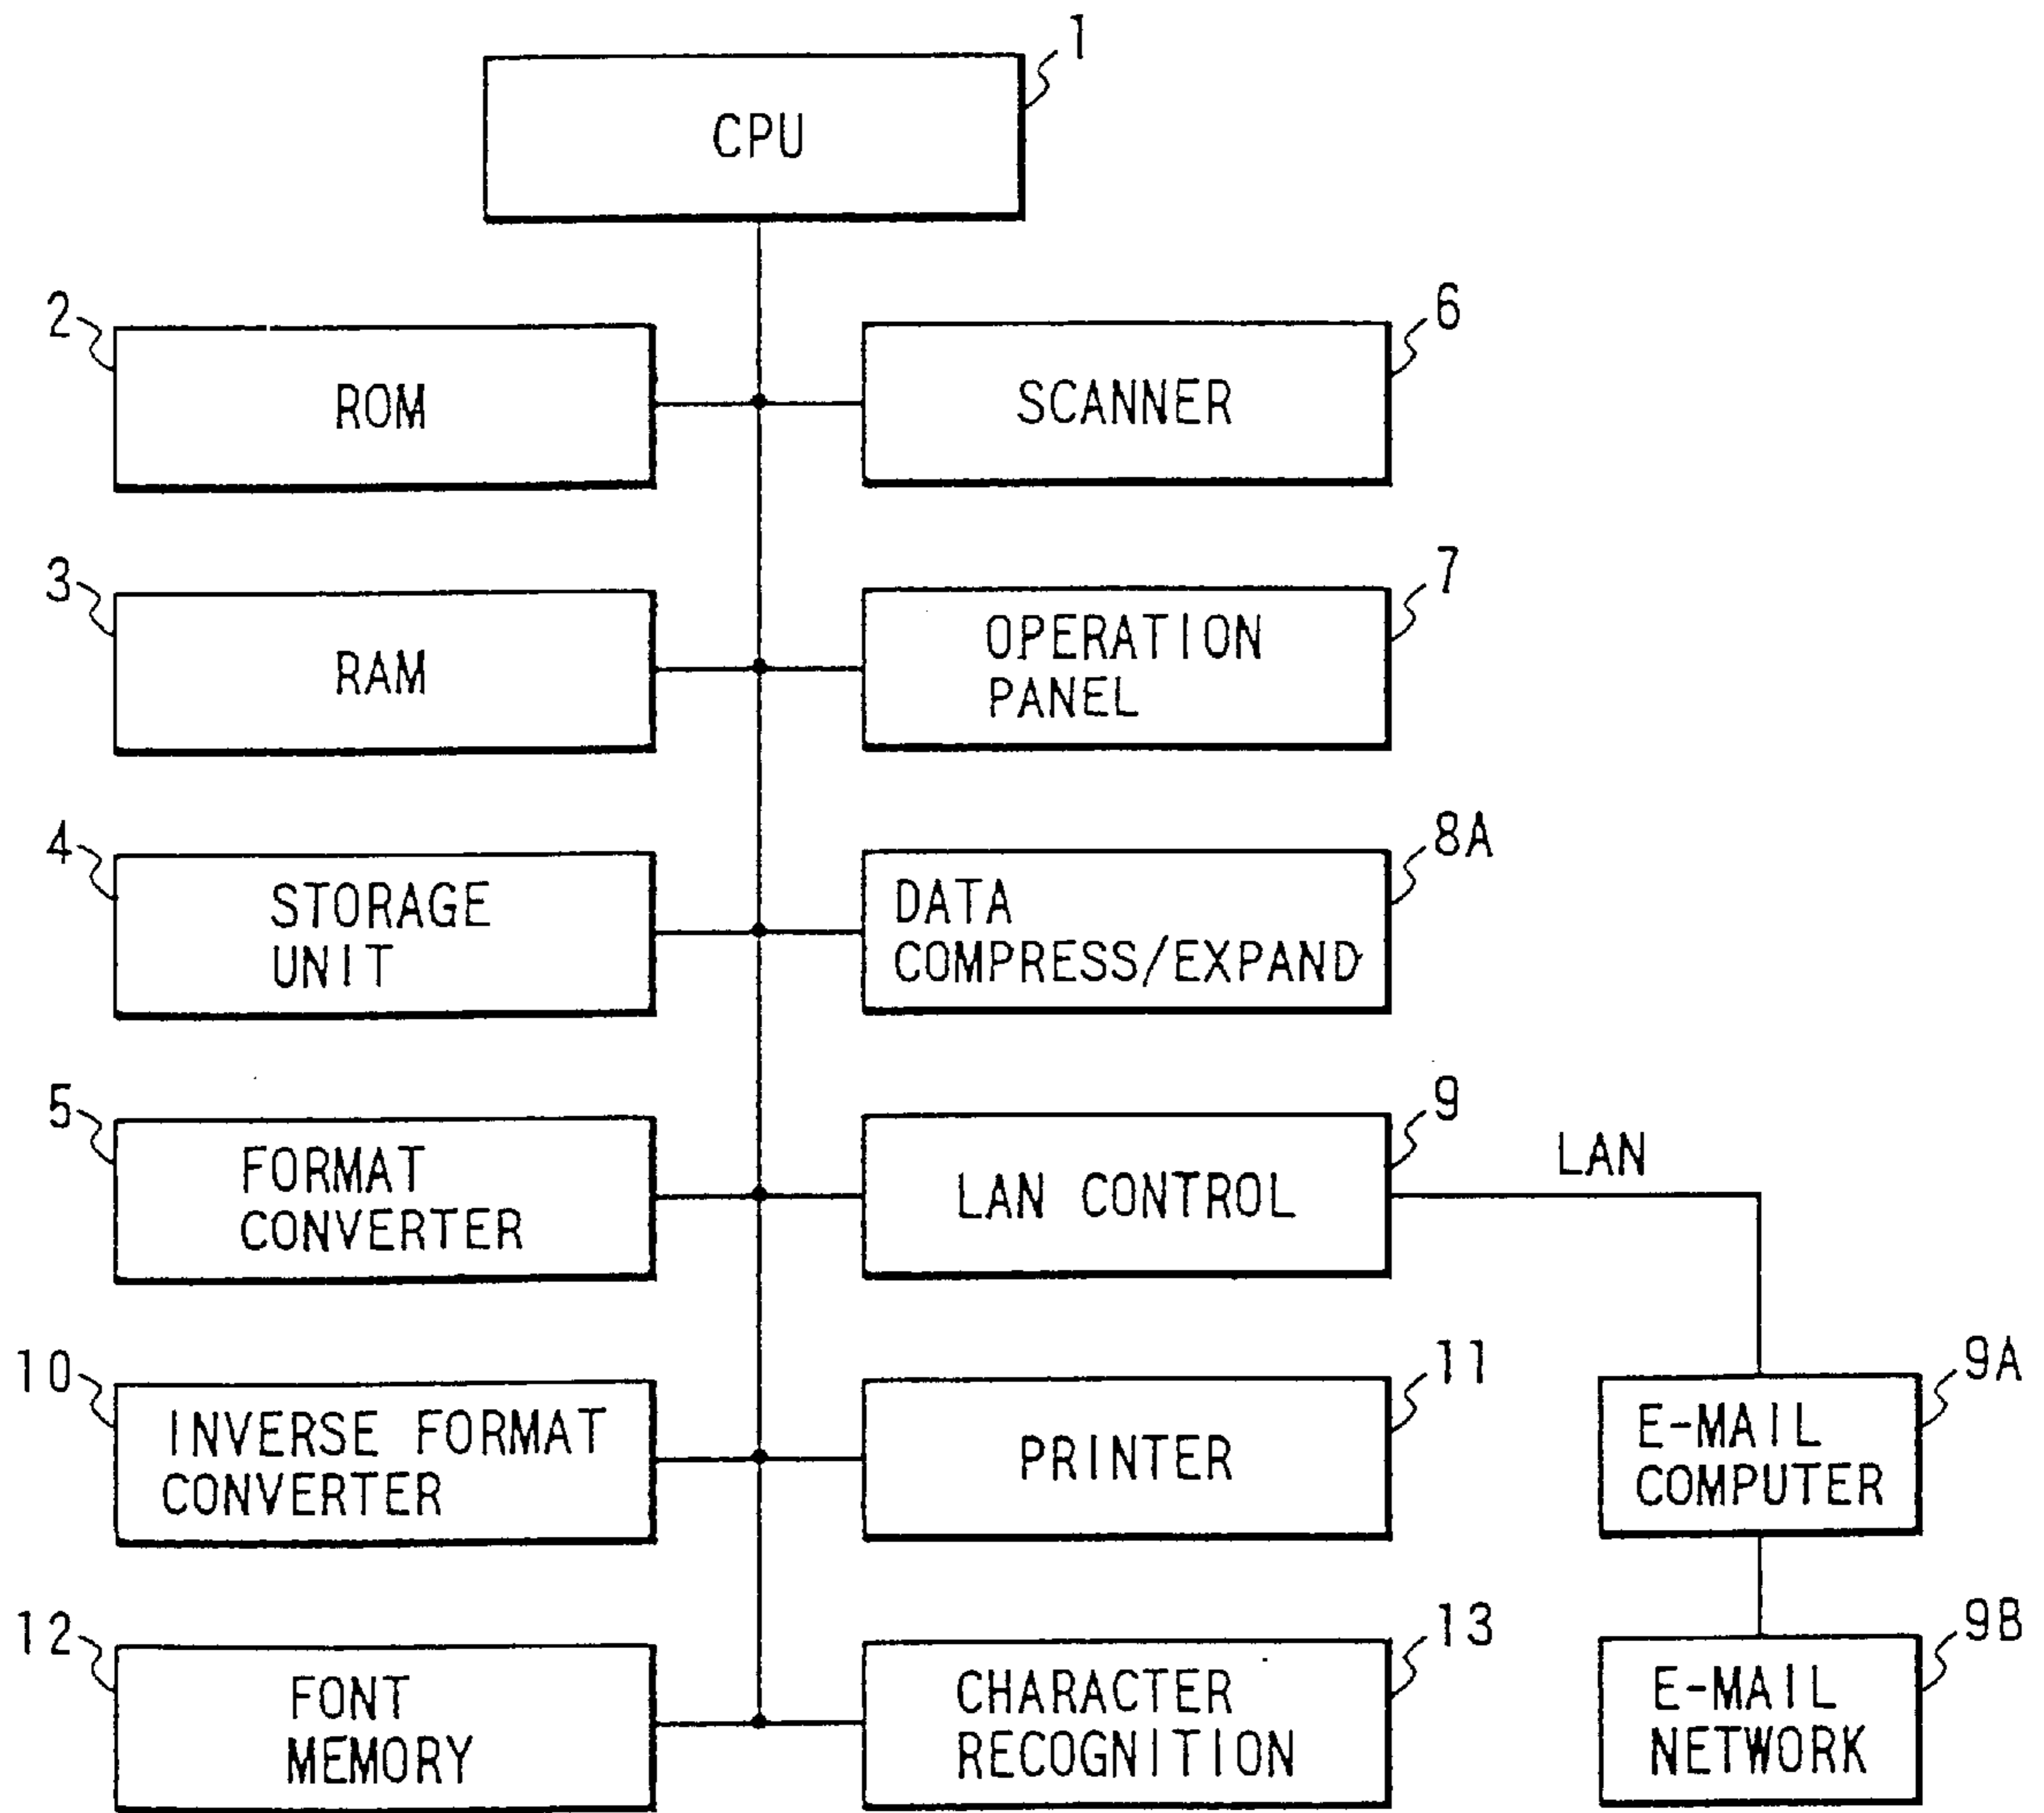 1
CPU
2
ROM
6
SCANNER
3
RAM
7
OPERATION
PANEL
4
STORAGE
UNIT
8A
DATA
COMPRESS/EXPAND
5
FORMAT
CONVERTER
9
LAN CONTROL
LAN
10
INVERSE FORMAT
CONVERTER
11
PRINTER
9A
E-MAIL
COMPUTER
12
FONT
MEMORY
13
CHARACTER
RECOGNITION
9B
E-MAIL
NETWORK